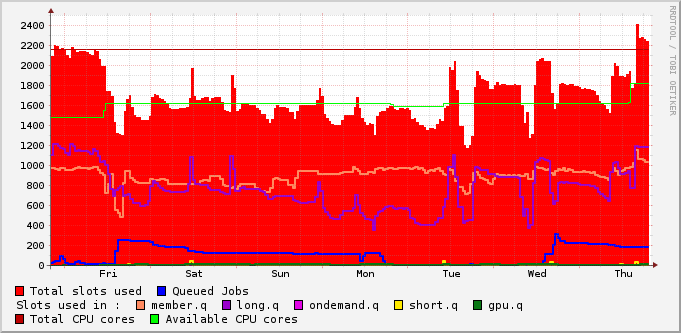 RRDTOOL / TOBI OETIKER
2400
2200
2000
1800
1600
1400
1200
1000
800
600
400
200
0
Fri Sat Sun Mon Tue Wed Thu
Total slots used Queued Jobs
Slots used in : member.q long.q ondemand.q short.q gpu.q
Total CPU cores Available CPU cores